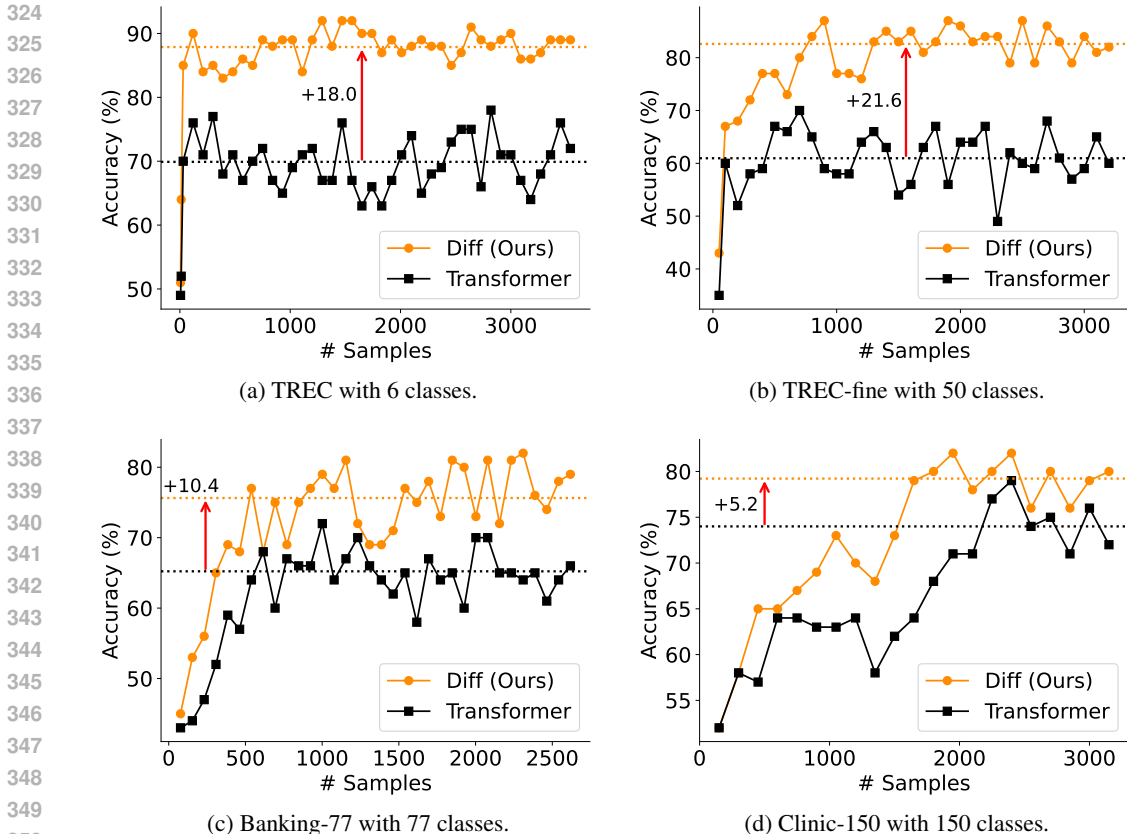 324
325
326
327
328
329
330
331
332
333
334
335
336
337
338
339
340
341
342
343
344
345
346
347
348
349
90
80
70
60
50
Accuracy (%)
+18.0
Diff (Ours)
Transformer
0 1000 2000 3000
# Samples
(a) TREC with 6 classes.
80
70
60
50
40
Accuracy (%)
+21.6
Diff (Ours)
Transformer
0 1000 2000 3000
# Samples
(b) TREC-fine with 50 classes.
80
70
60
50
Accuracy (%)
+10.4
Diff (Ours)
Transformer
0 500 1000 1500 2000 2500
# Samples
(c) Banking-77 with 77 classes.
80
75
70
65
60
55
Accuracy (%)
+5.2
Diff (Ours)
Transformer
0 1000 2000 3000
# Samples
(d) Clinic-150 with 150 classes.